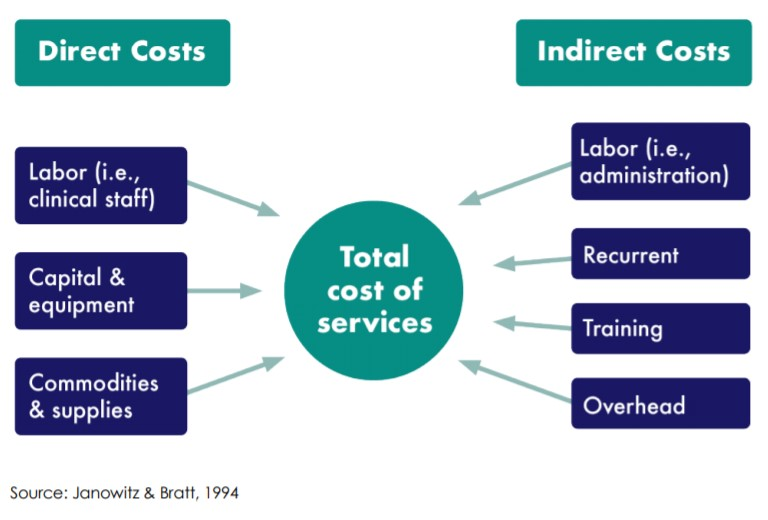 Direct Costs
Indirect Costs
Labor (i.e.,
clinical staff)
Capital &
equipment
Commodities
& supplies
Total
cost of
services
Labor (i.e.,
administration)
Recurrent
Training
Overhead
Source: Janowitz & Bratt, 1994